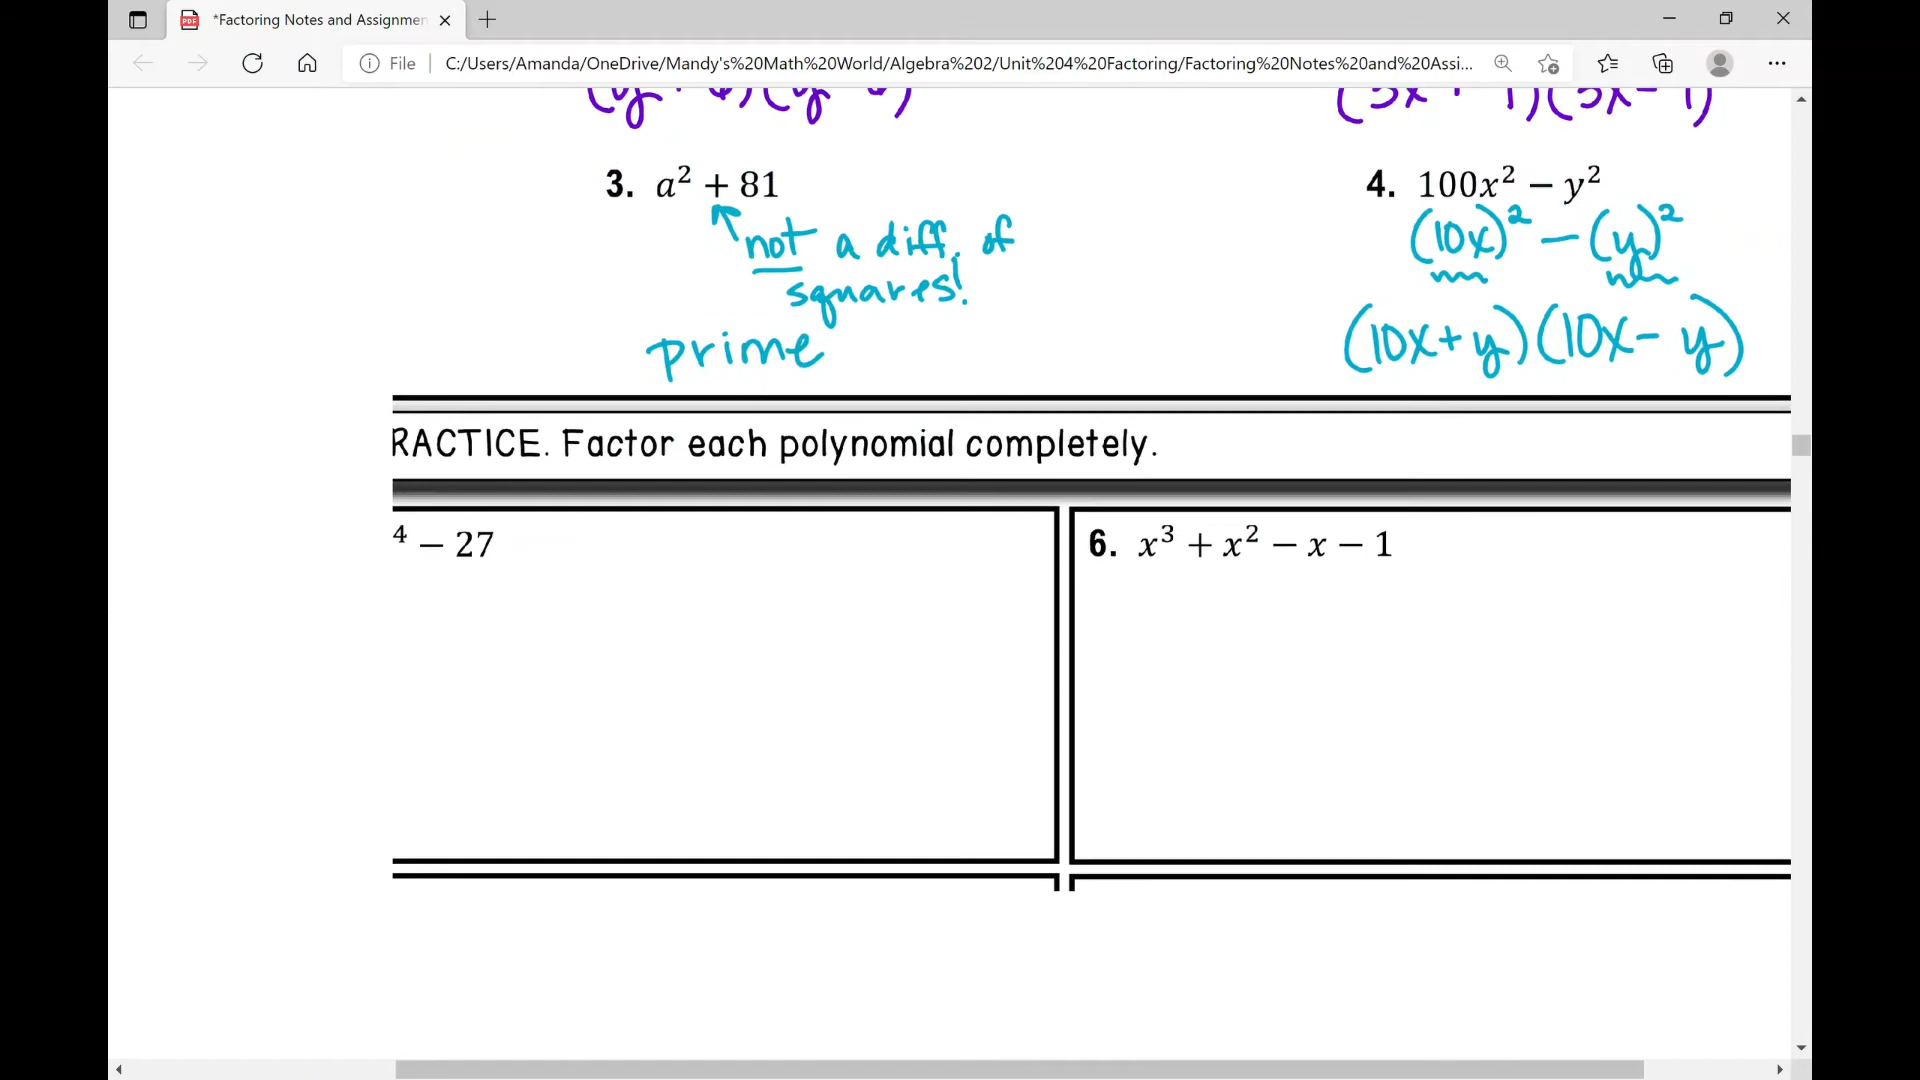 *Factoring Notes and Assignmen
File
C:/Users/Amanda/OneDrive/Mandy's%20Math%20World/Algebra%202/Unit%204%20Factoring/Factoring%20Notes%20and%20Assi...
3. a² + 81
4. 100x² − y²
not a diff. of
squares!
prime
(10x)² − (y)²
(10x+y)(10x−y)
RACTICE. Factor each polynomial completely.
⁴ − 27
6. x³ + x² − x − 1